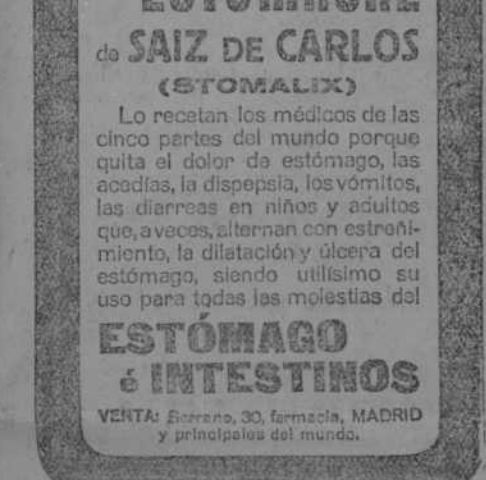 de SAIZ DE CARLOS
(STOMALIX)
Lo recetan los médicos de las
cinco partes del mundo porque
quita el dolor de estómago, las
acedías, la dispepsia, los vómitos,
las diarreas en niños y adultos
que, a veces, alternan con estreñi-
miento, la dilatación y úlcera del
estómago, siendo utilísimo su
uso para todas las molestias del
ESTÓMAGO
é INTESTINOS
VENTA: Serrano, 30, farmacia, MADRID
y principales del mundo.